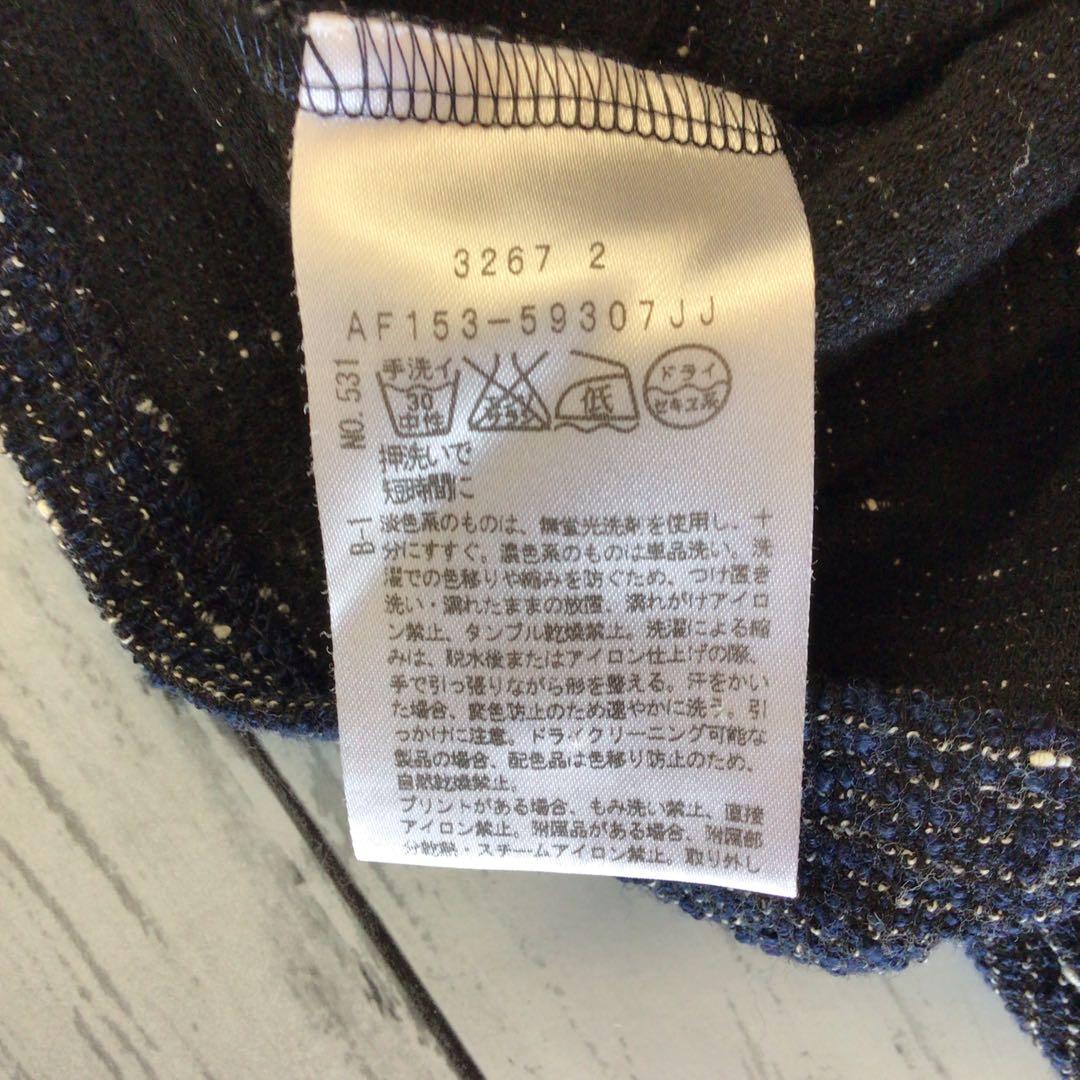 3267 2
AF153-59307JJ
NO.531
手洗イ
30
中性
エンソ
サラシ
低
ドライ
セキユ系
押洗いで
短時間に
B-1
淡色系のものは、無蛍光洗剤を使用し、十
分にすすぐ。濃色系のものは単品洗い。洗
濯での色移りや縮みを防ぐため、つけ置き
洗い・濡れたままの放置、濡れがけアイロ
ン禁止、タンブル乾燥禁止。洗濯による縮
みは、脱水後またはアイロン仕上げの際、
手で引っ張りながら形を整える。汗をかい
た場合、変色防止のため速やかに洗う。引
っかけに注意。ドライクリーニング可能な
製品の場合、配色品は色移り防止のため、
自然乾燥禁止。
プリントがある場合、もみ洗い禁止、直接
アイロン禁止。附属品がある場合、附属部
分乾熱・スチームアイロン禁止。取り外し